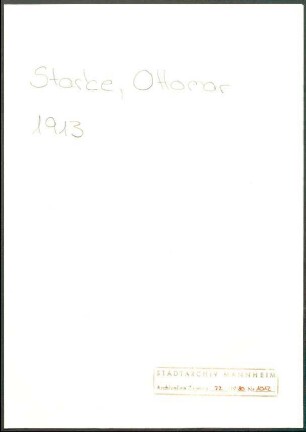 Starke, Ottomar
1913
STADTARCHIV MANNHEIM